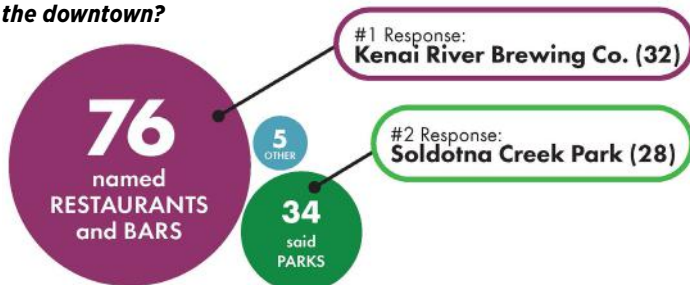 the downtown?
#1 Response:
Kenai River Brewing Co. (32)
76
named
RESTAURANTS
and BARS
5
OTHER
#2 Response:
Soldotna Creek Park (28)
34
said
PARKS